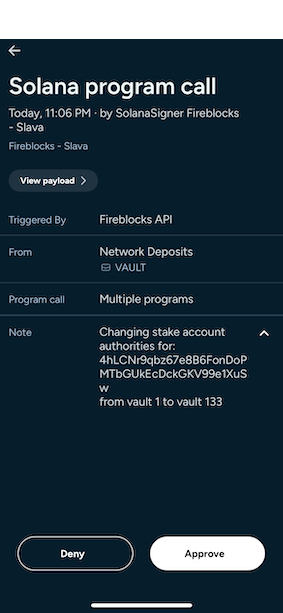 Solana program call
Today, 11:06 PM · by SolanaSigner Fireblocks
- Slava
Fireblocks - Slava
View payload
Triggered By Fireblocks API
From Network Deposits
VAULT
Program call Multiple programs
Note Changing stake account
authorities for:
4hLCNr9qbz67e8B6FonDoP
MTbGUkEcDckGKV99e1XuS
w
from vault 1 to vault 133
Deny Approve